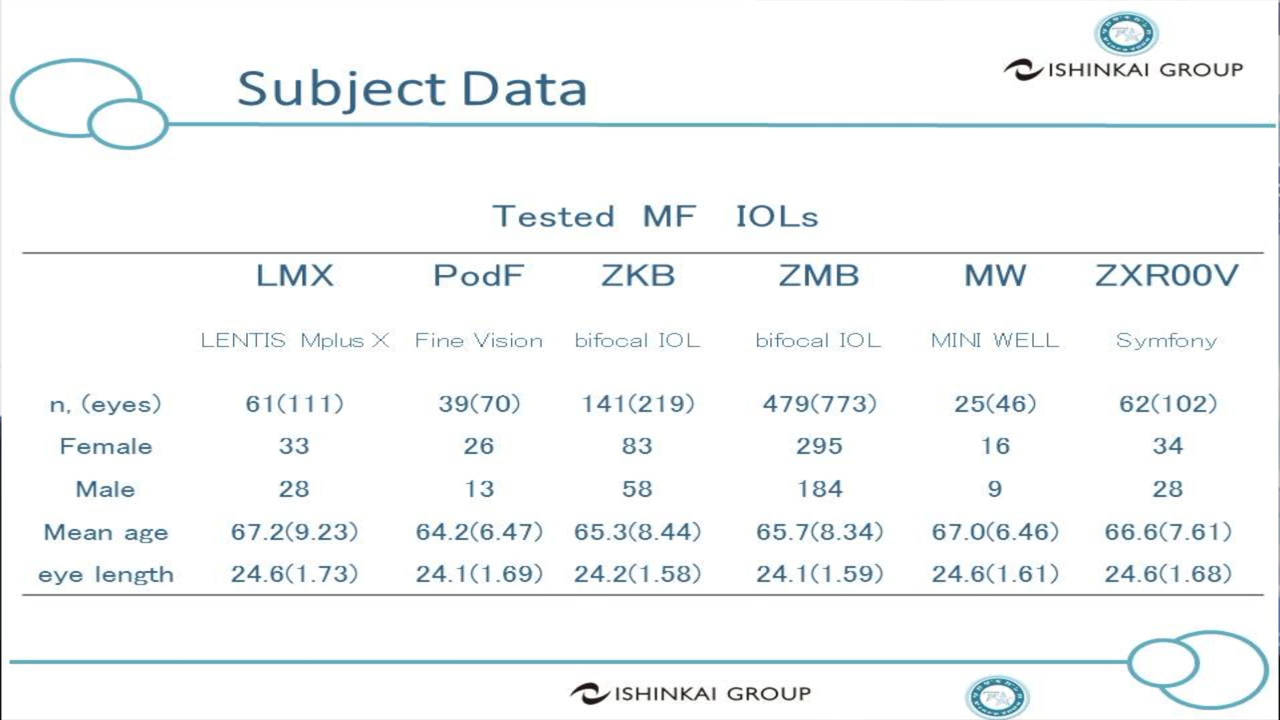 ISHINKAI GROUP
Subject Data
Tested MF IOLs
LMX PodF ZKB ZMB MW ZXR00V
LENTIS Mplus X Fine Vision bifocal IOL bifocal IOL MINI WELL Symfony
n, (eyes) 61(111) 39(70) 141(219) 479(773) 25(46) 62(102)
Female 33 26 83 295 16 34
Male 28 13 58 184 9 28
Mean age 67.2(9.23) 64.2(6.47) 65.3(8.44) 65.7(8.34) 67.0(6.46) 66.6(7.61)
eye length 24.6(1.73) 24.1(1.69) 24.2(1.58) 24.1(1.59) 24.6(1.61) 24.6(1.68)
ISHINKAI GROUP